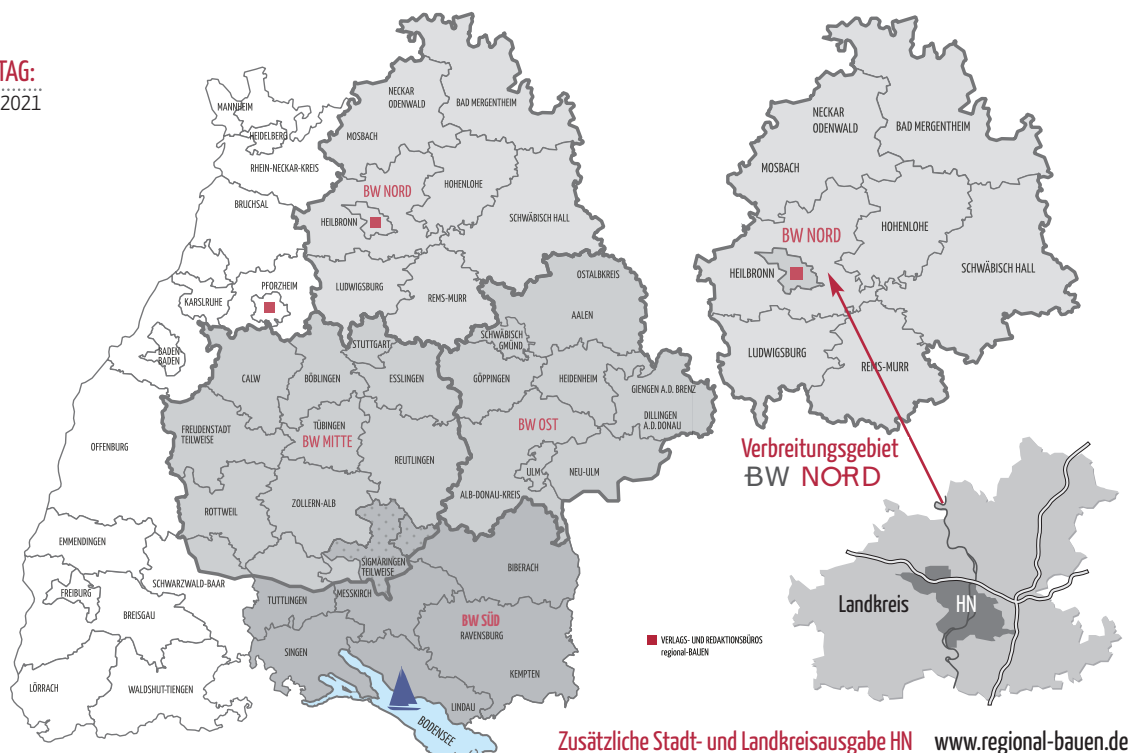 TAG:
2021
MANNHEIM
HEIDELBERG
RHEIN-NECKAR-KREIS
BRUCHSAL
KARSLRUHE
PFORZHEIM
BADEN
BADEN
OFFENBURG
EMMENDINGEN
FREIBURG
BREISGAU
SCHWARZWALD-BAAR
LÖRRACH
WALDSHUT-TIENGEN
NECKAR
ODENWALD
BAD MERGENTHEIM
MOSBACH
BW NORD
HOHENLOHE
HEILBRONN
SCHWÄBISCH HALL
LUDWIGSBURG
REMS-MURR
OSTALBKREIS
AALEN
SCHWÄBISCH
GMÜND
STUTTGART
CALW
BÖBLINGEN
ESSLINGEN
GÖPPINGEN
HEIDENHEIM
GIENGEN A.D. BRENZ
DILLINGEN
A.D. DONAU
FREUDENSTADT
TEILWEISE
TÜBINGEN
BW MITTE
BW OST
REUTLINGEN
ULM
NEU-ULM
ALB-DONAU-KREIS
ZOLLERN-ALB
ROTTWEIL
SIGMARINGEN
TEILWEISE
BIBERACH
TUTTLINGEN
MESSKIRCH
BW SÜD
RAVENSBURG
SINGEN
KEMPTEN
LINDAU
BODENSEE
NECKAR
ODENWALD
BAD MERGENTHEIM
MOSBACH
HOHENLOHE
BW NORD
HEILBRONN
SCHWÄBISCH HALL
LUDWIGSBURG
REMS-MURR
Verbreitungsgebiet
BW NORD
Landkreis
HN
VERLAGS- UND REDAKTIONSBÜROS
regional-BAUEN
Zusätzliche Stadt- und Landkreisausgabe HN www.regional-bauen.de